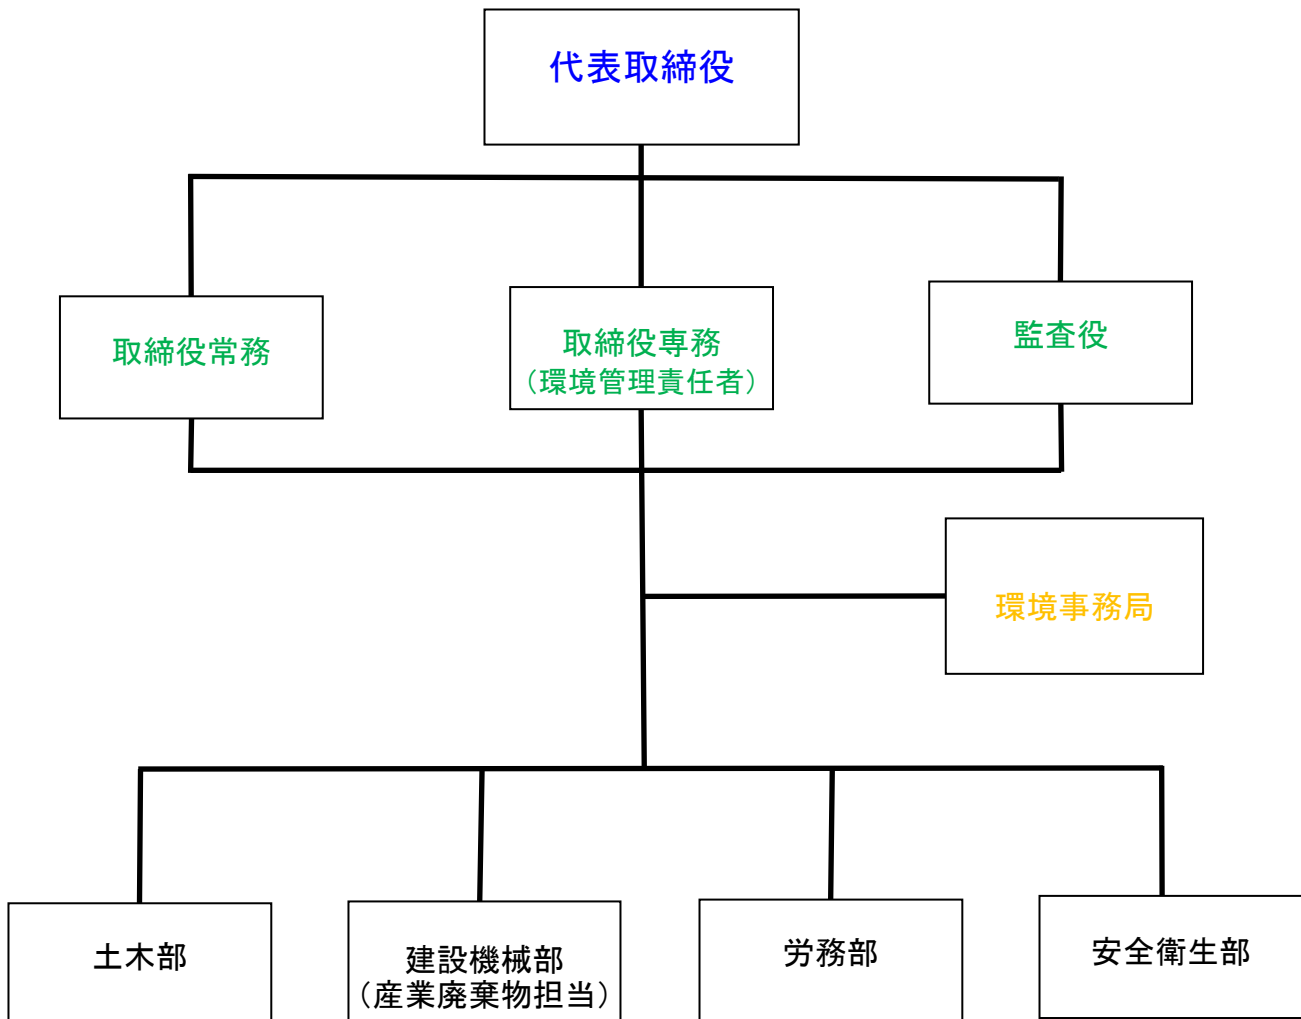 代表取締役
取締役常務
取締役専務
（環境管理責任者）
監査役
環境事務局
土木部
建設機械部
（産業廃棄物担当）
労務部
安全衛生部